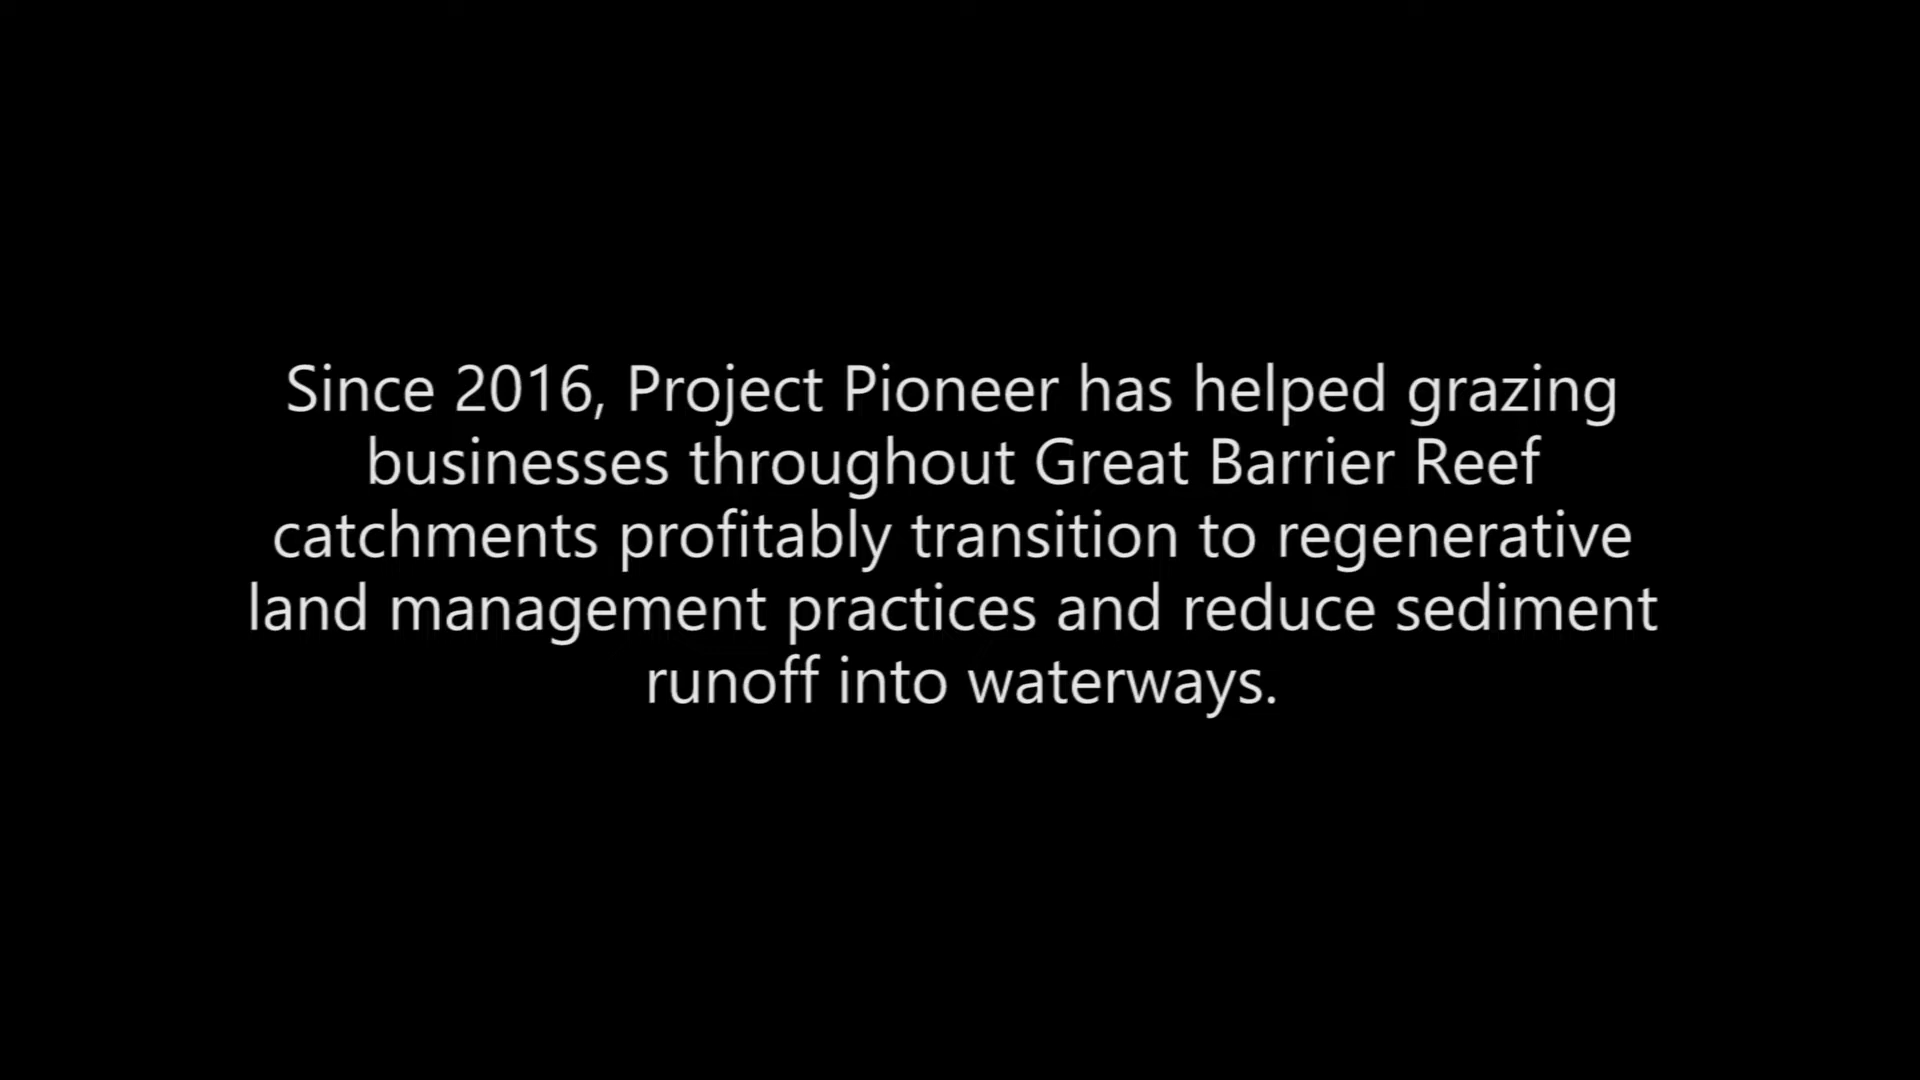 Since 2016, Project Pioneer has helped grazing
businesses throughout Great Barrier Reef
catchments profitably transition to regenerative
land management practices and reduce sediment
runoff into waterways.